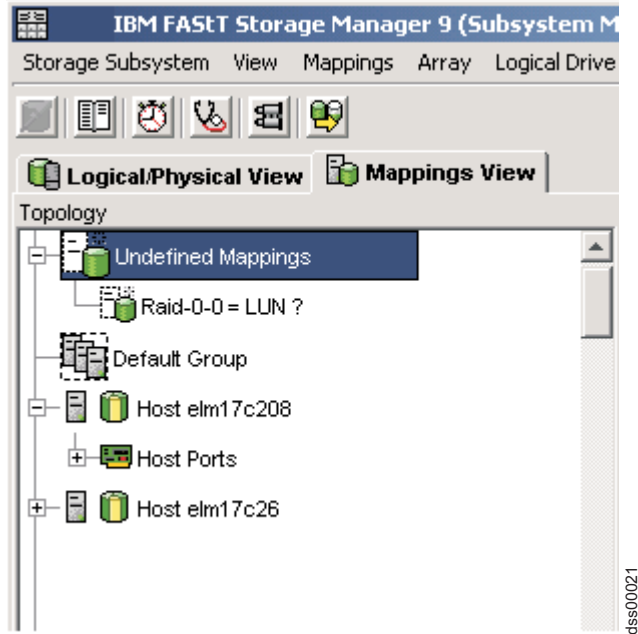 IBM FAStT Storage Manager 9 (Subsystem M
Storage Subsystem View Mappings Array Logical Drive
Logical/Physical View Mappings View
Topology
Undefined Mappings
Raid-0-0 = LUN ?
Default Group
Host elm17c208
Host Ports
Host elm17c26
dss00021